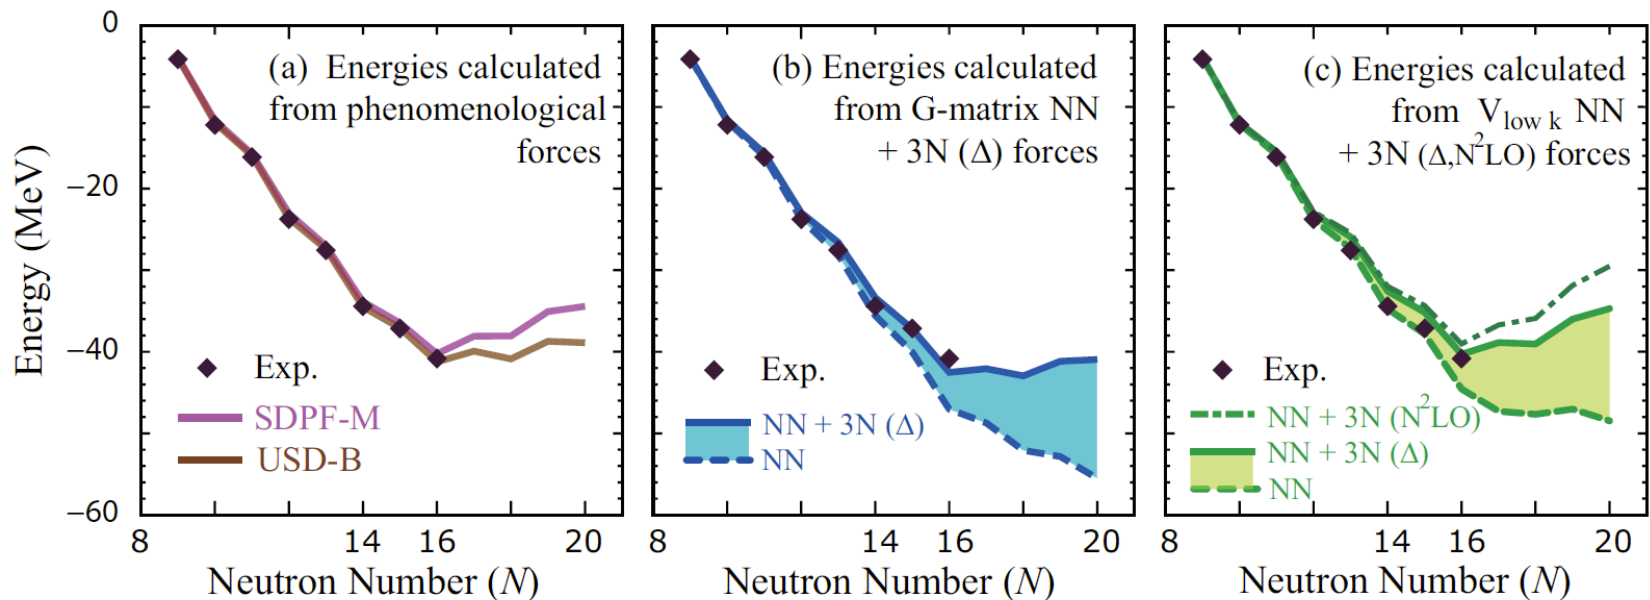 Energy (MeV)
0
−20
−40
−60
(a) Energies calculated
from phenomenological
forces
Exp.
SDPF-M
USD-B
8 14 16 20
Neutron Number (N)
(b) Energies calculated
from G-matrix NN
+ 3N (Δ) forces
Exp.
NN + 3N (Δ)
NN
8 14 16 20
Neutron Number (N)
(c) Energies calculated
from V_low k NN
+ 3N (Δ,N²LO) forces
Exp.
NN + 3N (N²LO)
NN + 3N (Δ)
NN
8 14 16 20
Neutron Number (N)